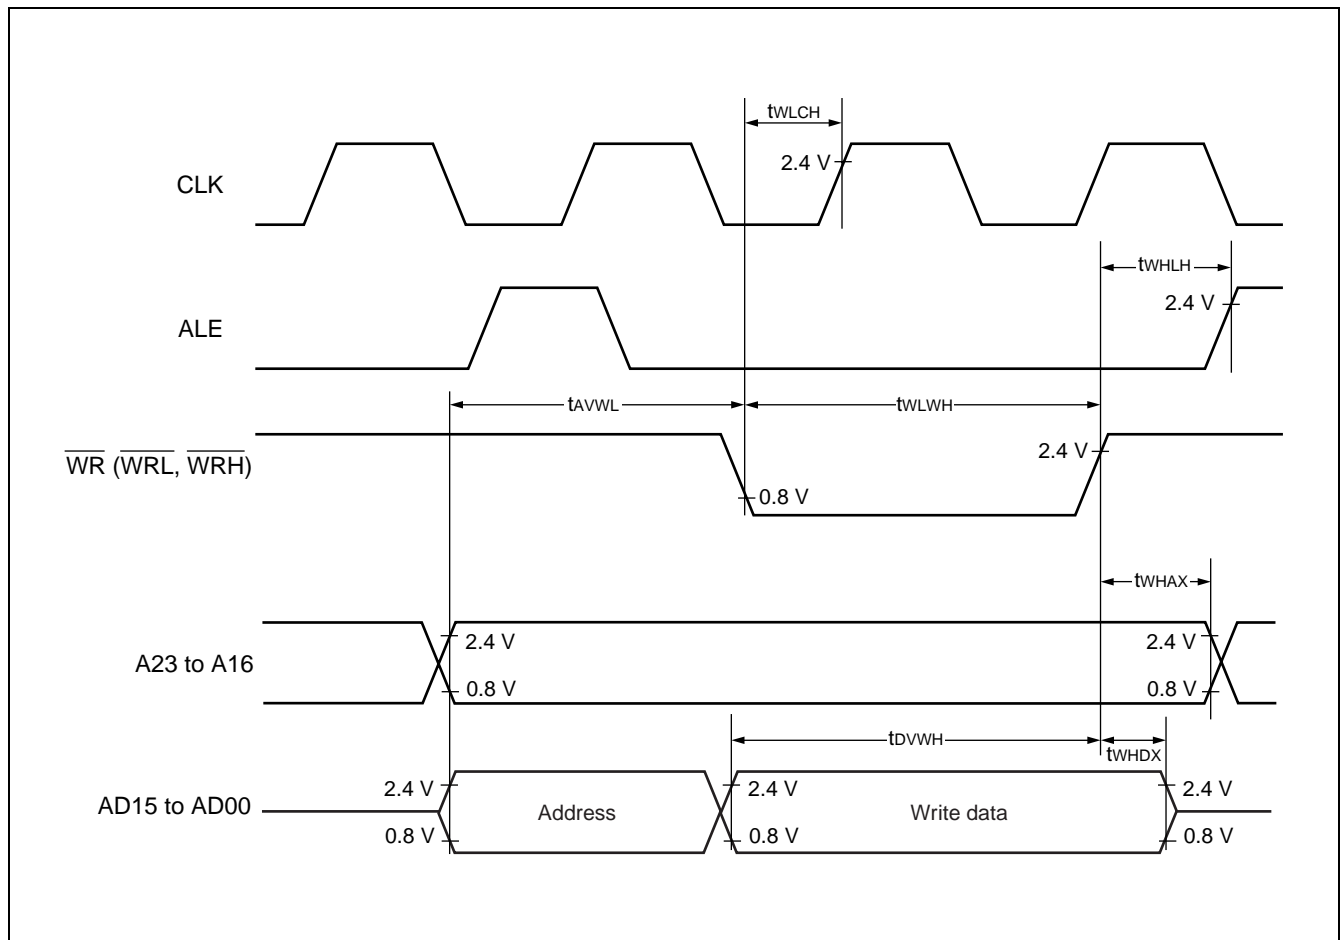 tWLCH
2.4 V
CLK
tWHLH
2.4 V
ALE
tAVWL tWLWH
2.4 V
WR (WRL, WRH)
0.8 V
tWHAX
2.4 V 2.4 V
A23 to A16
0.8 V 0.8 V
tDVWH
tWHDX
2.4 V 2.4 V 2.4 V
AD15 to AD00 Address Write data
0.8 V 0.8 V 0.8 V